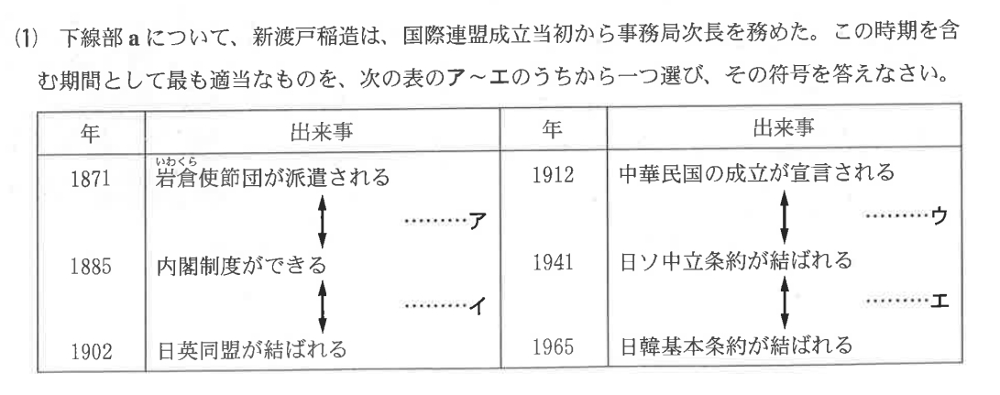 (1) 下線部aについて、新渡戸稲造は、国際連盟成立当初から事務局次長を務めた。この時期を含
む期間として最も適当なものを、次の表のア～エのうちから一つ選び、その符号を答えなさい。
年 出来事 年 出来事
いわくら
1871 岩倉使節団が派遣される 1912 中華民国の成立が宣言される
………ア ………ウ
1885 内閣制度ができる 1941 日ソ中立条約が結ばれる
………イ ………エ
1902 日英同盟が結ばれる 1965 日韓基本条約が結ばれる